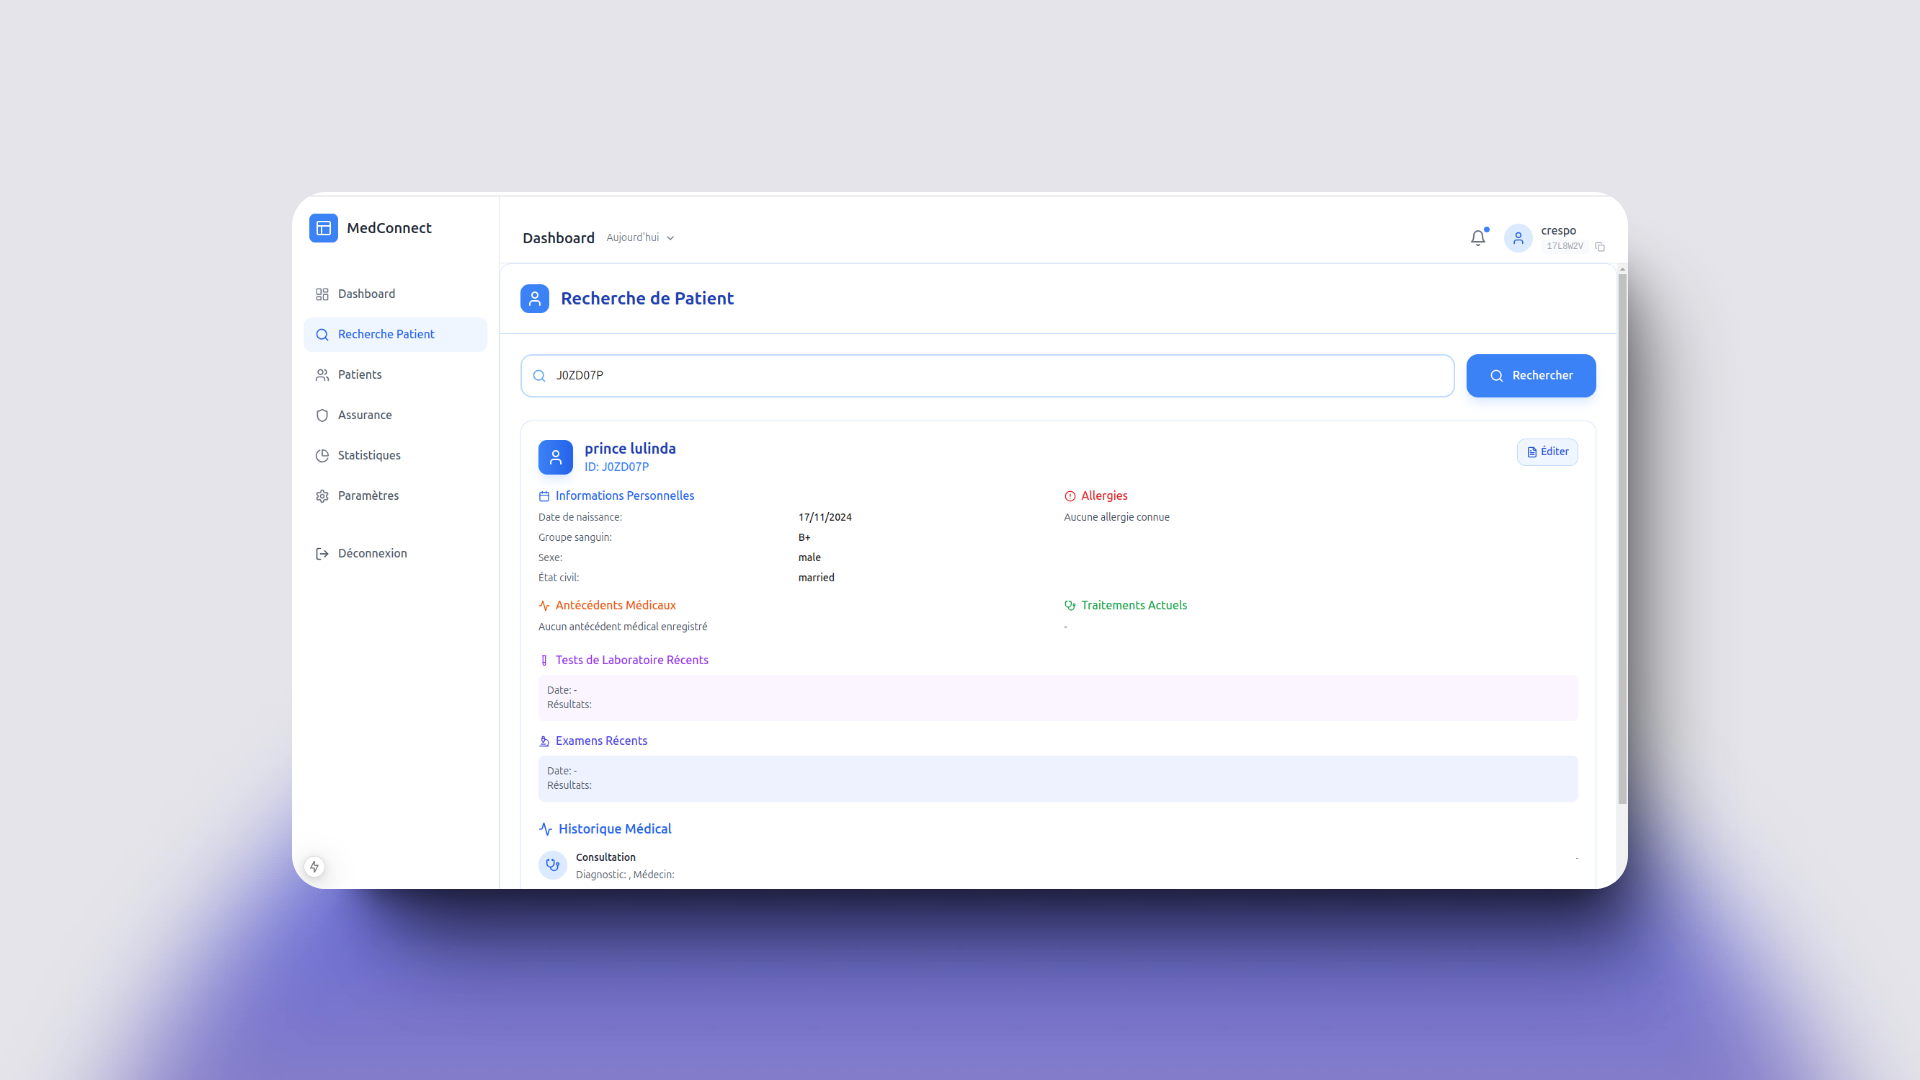 MedConnect
Dashboard
Recherche Patient
Patients
Assurance
Statistiques
Paramètres
Déconnexion
Dashboard Aujourd'hui
crespo
17L8W2V
Recherche de Patient
J0ZD07P
Rechercher
prince lulinda
ID: J0ZD07P
Éditer
Informations Personnelles
Date de naissance: 17/11/2024
Groupe sanguin: B+
Sexe: male
État civil: married
Allergies
Aucune allergie connue
Antécédents Médicaux
Aucun antécédent médical enregistré
Traitements Actuels
-
Tests de Laboratoire Récents
Date: -
Résultats:
Examens Récents
Date: -
Résultats:
Historique Médical
Consultation -
Diagnostic: , Médecin: